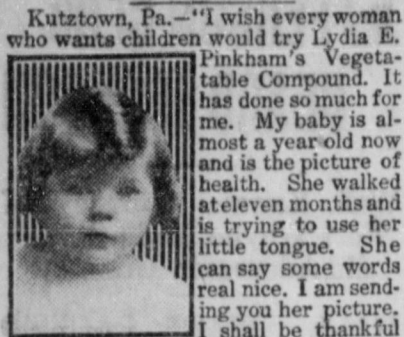 Kutztown, Pa.—"I wish every woman
who wants children would try Lydia E.
Pinkham's Vegeta-
table Compound. It
has done so much for
me. My baby is al-
most a year old now
and is the picture of
health. She walked
ateleven months and
is trying to use her
little tongue. She
can say some words
real nice. I am send-
ing you her picture.
I shall be thankful